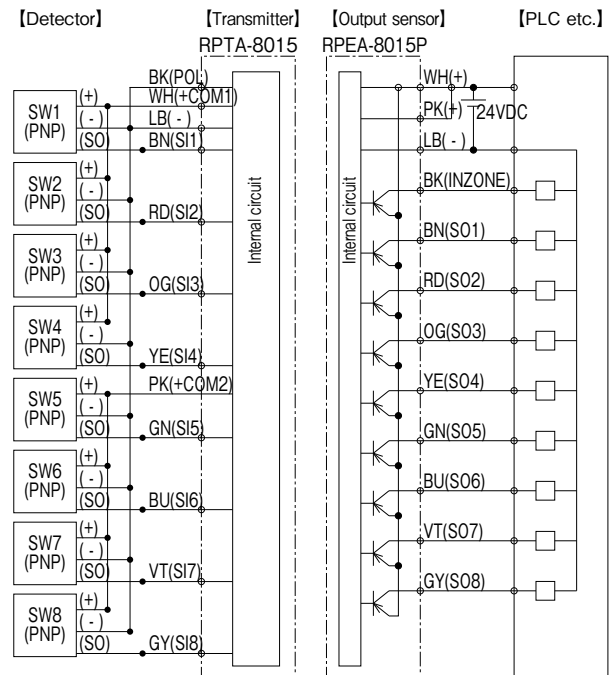 【Detector】 【Transmitter】 【Output sensor】 【PLC etc.】
RPTA-8015 RPEA-8015P
BK(POL)
WH(+COM1)
LB( - )
BN(SI1)
SW1
(PNP)
(+)
( - )
(SO)
SW2
(PNP)
(+)
( - )
(SO)
RD(SI2)
SW3
(PNP)
(+)
( - )
(SO)
OG(SI3)
SW4
(PNP)
(+)
( - )
(SO)
YE(SI4)
PK(+COM2)
SW5
(PNP)
(+)
( - )
(SO)
GN(SI5)
SW6
(PNP)
(+)
( - )
(SO)
BU(SI6)
SW7
(PNP)
(+)
( - )
(SO)
VT(SI7)
SW8
(PNP)
(+)
( - )
(SO)
GY(SI8)
Internal circuit
Internal circuit
WH(+)
PK(+)
24VDC
LB( - )
BK(INZONE)
BN(SO1)
RD(SO2)
OG(SO3)
YE(SO4)
GN(SO5)
BU(SO6)
VT(SO7)
GY(SO8)